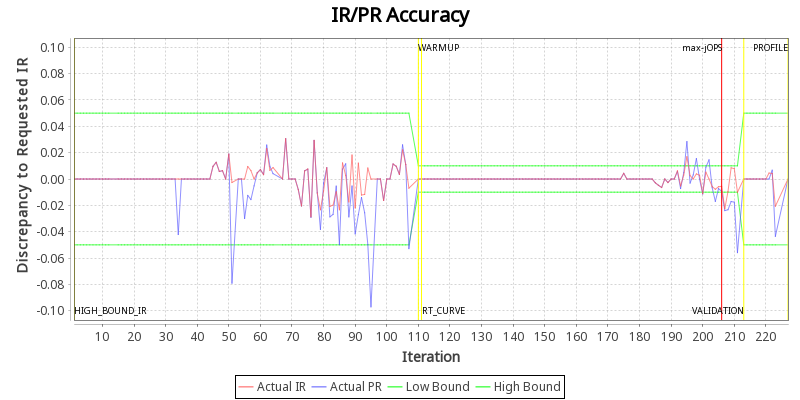 IR/PR Accuracy
Discrepancy to Requested IR
0.10
0.08
0.06
0.04
0.02
0.00
-0.02
-0.04
-0.06
-0.08
-0.10
WARMUP
max-jOPS
PROFILE
HIGH_BOUND_IR
RT_CURVE
VALIDATION
10 20 30 40 50 60 70 80 90 100 110 120 130 140 150 160 170 180 190 200 210 220
Iteration
Actual IR Actual PR Low Bound High Bound